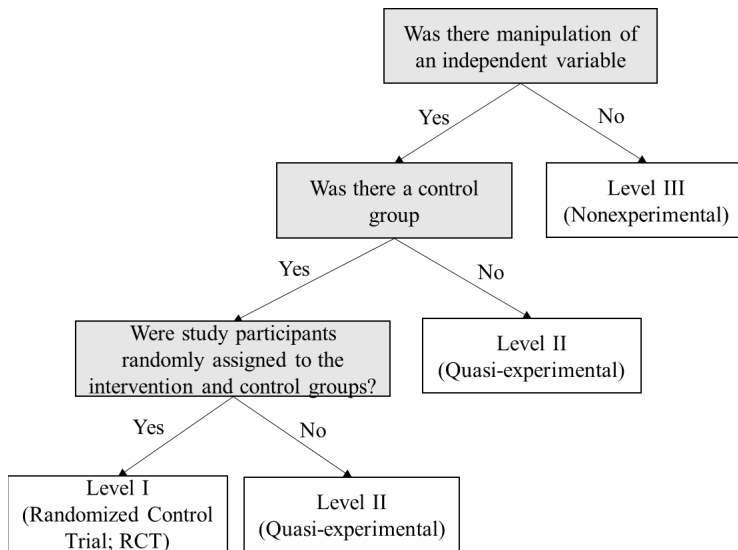 Was there manipulation of
an independent variable
Yes
No
Was there a control
group
Level III
(Nonexperimental)
Yes
No
Were study participants
randomly assigned to the
intervention and control groups?
Level II
(Quasi-experimental)
Yes
No
Level I
(Randomized Control
Trial; RCT)
Level II
(Quasi-experimental)